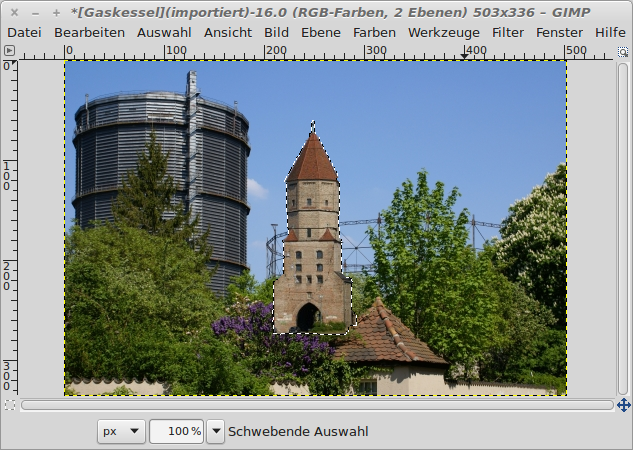 *[Gaskessel](importiert)-16.0 (RGB-Farben, 2 Ebenen) 503x336 – GIMP
Datei Bearbeiten Auswahl Ansicht Bild Ebene Farben Werkzeuge Filter Fenster Hilfe
0 100 200 300 400 500
0
100
200
300
px 100 % Schwebende Auswahl